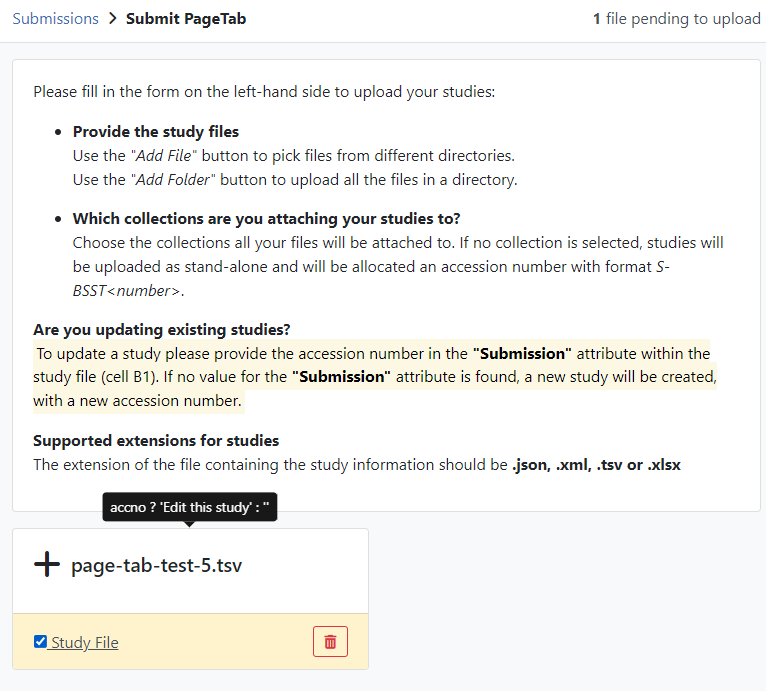 Submissions > Submit PageTab
1 file pending to upload
Please fill in the form on the left-hand side to upload your studies:
• Provide the study files
Use the "Add File" button to pick files from different directories.
Use the "Add Folder" button to upload all the files in a directory.
• Which collections are you attaching your studies to?
Choose the collections all your files will be attached to. If no collection is selected, studies will
be uploaded as stand-alone and will be allocated an accession number with format S-
BSST<number>.
Are you updating existing studies?
To update a study please provide the accession number in the "Submission" attribute within the
study file (cell B1). If no value for the "Submission" attribute is found, a new study will be created,
with a new accession number.
Supported extensions for studies
The extension of the file containing the study information should be .json, .xml, .tsv or .xlsx
accno ? 'Edit this study' : ''
page-tab-test-5.tsv
Study File